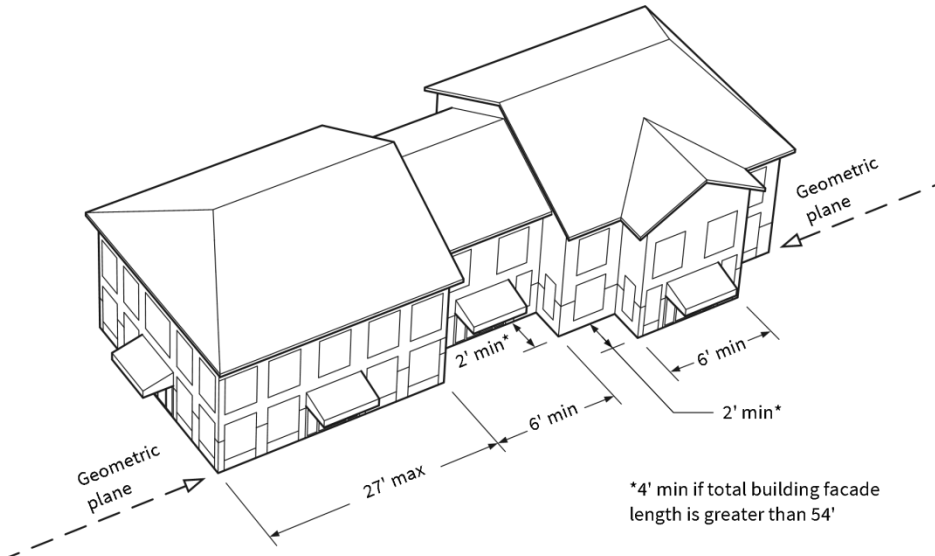 Geometric
plane
2' min*
6' min
6' min
2' min*
27' max
Geometric
plane
*4' min if total building facade
length is greater than 54'